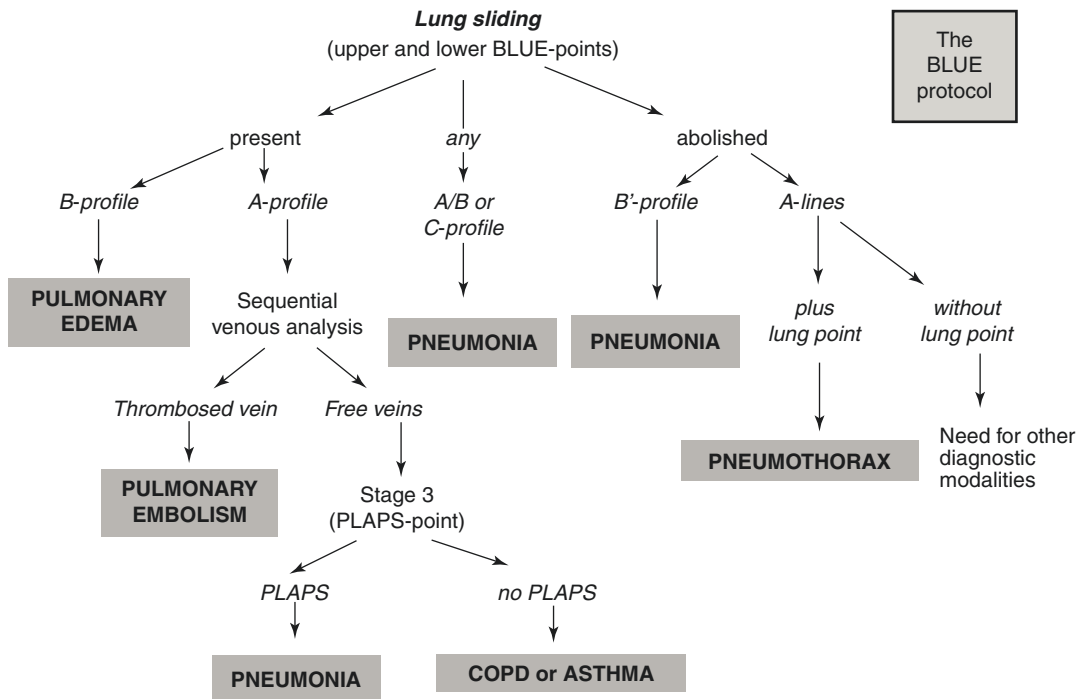 Lung sliding
(upper and lower BLUE-points)
The
BLUE
protocol
present
any
abolished
B-profile
A-profile
A/B or
C-profile
B'-profile
A-lines
PULMONARY
EDEMA
Sequential
venous analysis
PNEUMONIA
PNEUMONIA
plus
lung point
without
lung point
Thrombosed vein
Free veins
PULMONARY
EMBOLISM
Stage 3
(PLAPS-point)
PNEUMOTHORAX
Need for other
diagnostic
modalities
PLAPS
no PLAPS
PNEUMONIA
COPD or ASTHMA